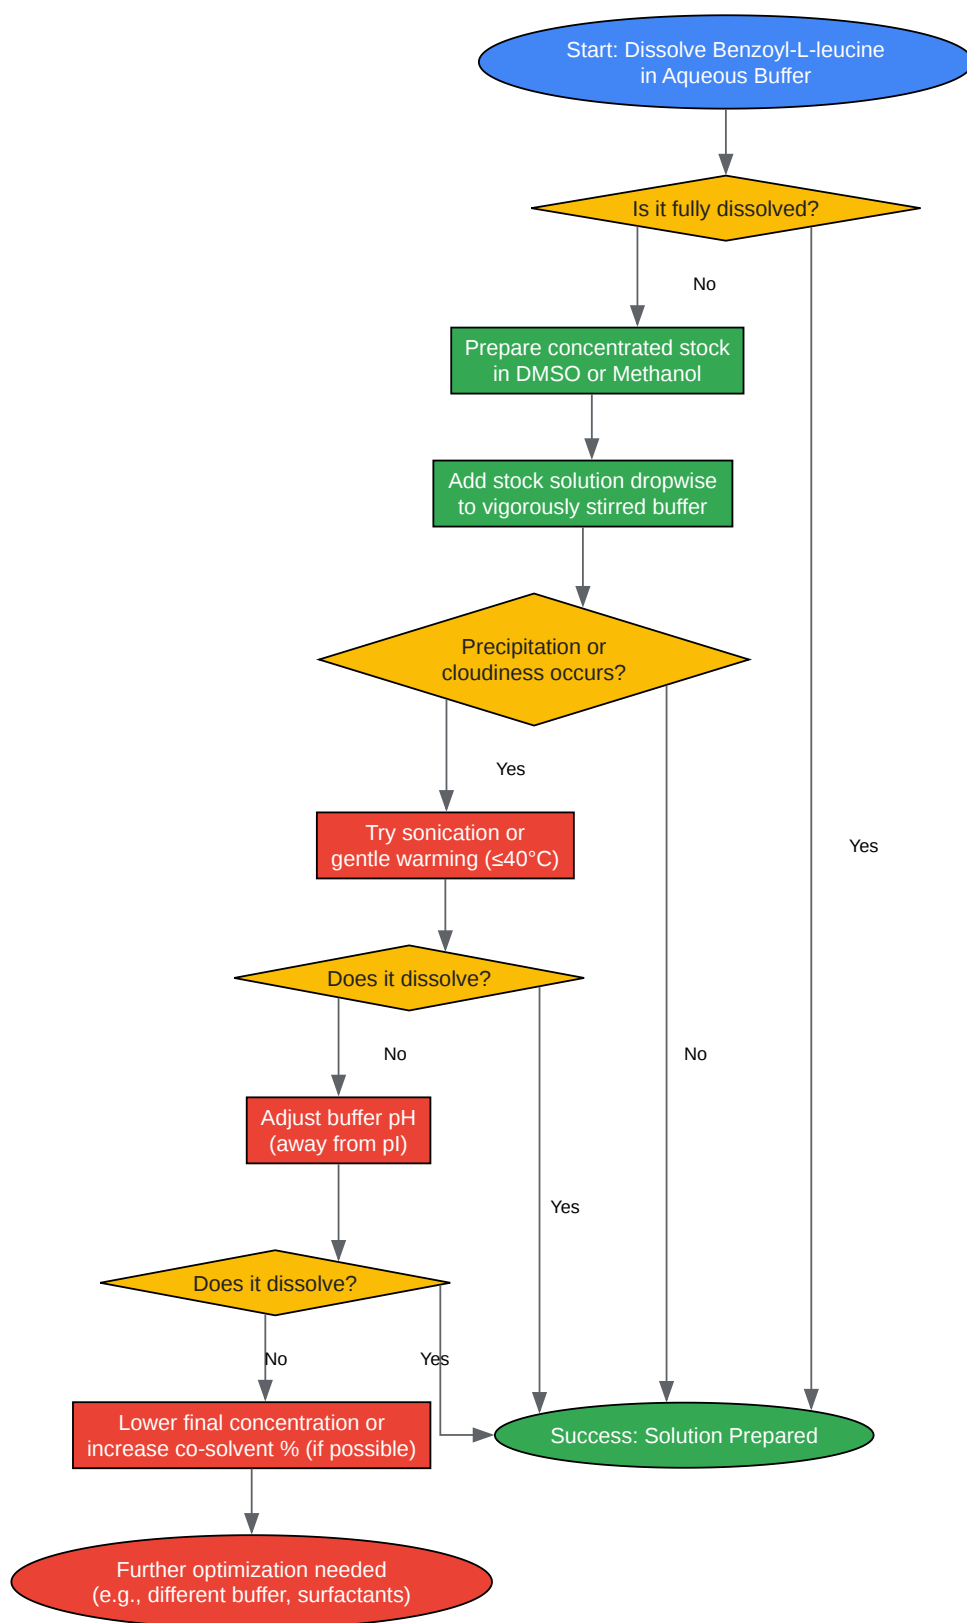 Start: Dissolve Benzoyl-L-leucine
in Aqueous Buffer
Is it fully dissolved?
No
Prepare concentrated stock
in DMSO or Methanol
Add stock solution dropwise
to vigorously stirred buffer
Precipitation or
cloudiness occurs?
Yes
Try sonication or
gentle warming (≤40°C)
Yes
Does it dissolve?
No
No
Adjust buffer pH
(away from pI)
Yes
Does it dissolve?
No
Yes
Lower final concentration or
increase co-solvent % (if possible)
Success: Solution Prepared
Further optimization needed
(e.g., different buffer, surfactants)